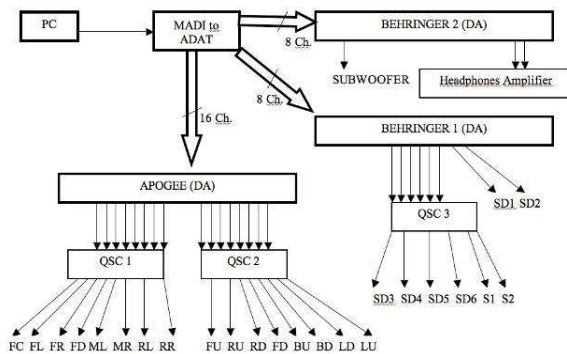 PC
MADI to
ADAT
BEHRINGER 2 (DA)
8 Ch.
SUBWOOFER
Headphones Amplifier
8 Ch.
16 Ch.
BEHRINGER 1 (DA)
APOGEE (DA)
SD1 SD2
QSC 3
QSC 1
QSC 2
SD3 SD4 SD5 SD6 S1 S2
FC FL FR FD ML MR RL RR
FU RU RD FD BU BD LD LU